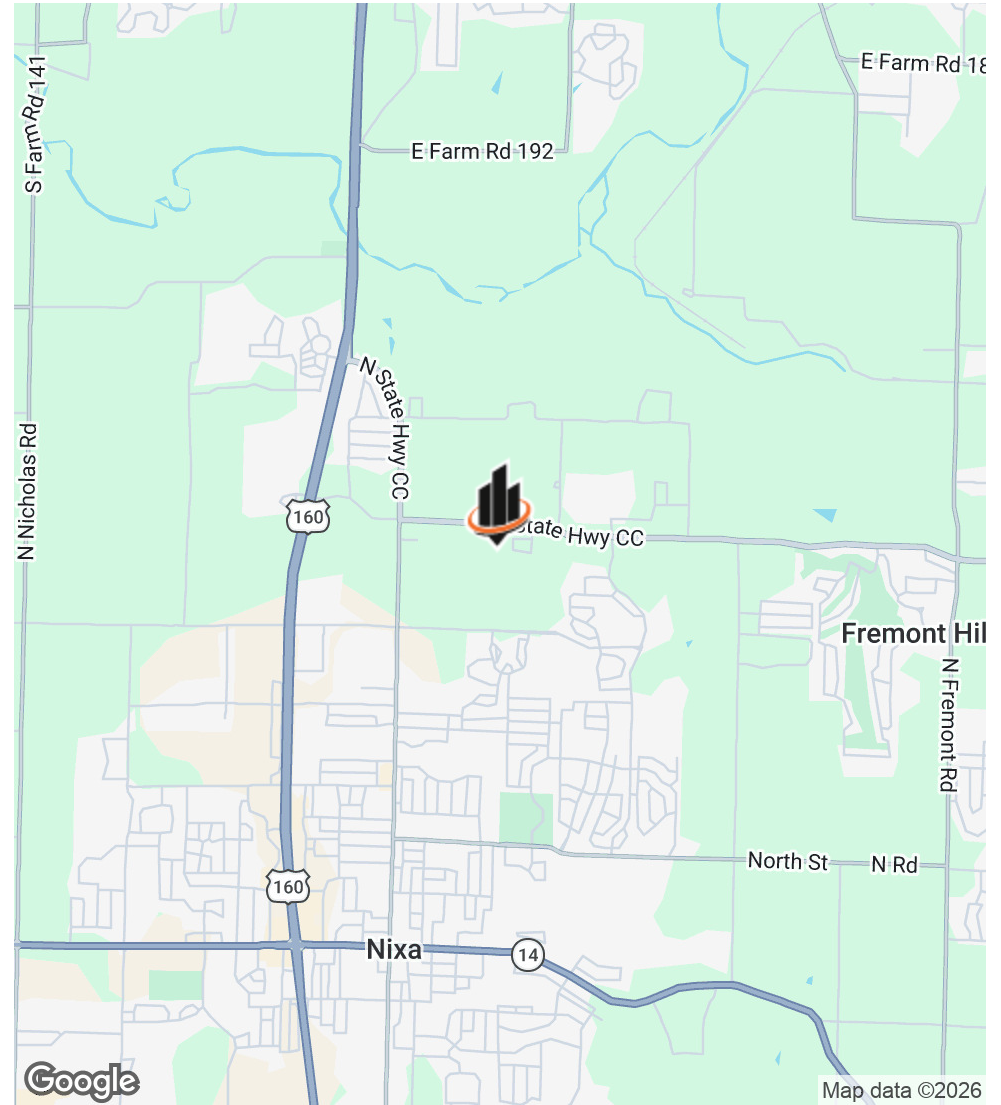 S Farm Rd 141
E Farm Rd 18
E Farm Rd 192
N State Hwy CC
N Nicholas Rd
160
State Hwy CC
Fremont Hil
N Fremont Rd
North St
N Rd
160
Nixa
14
Google
Map data ©2026